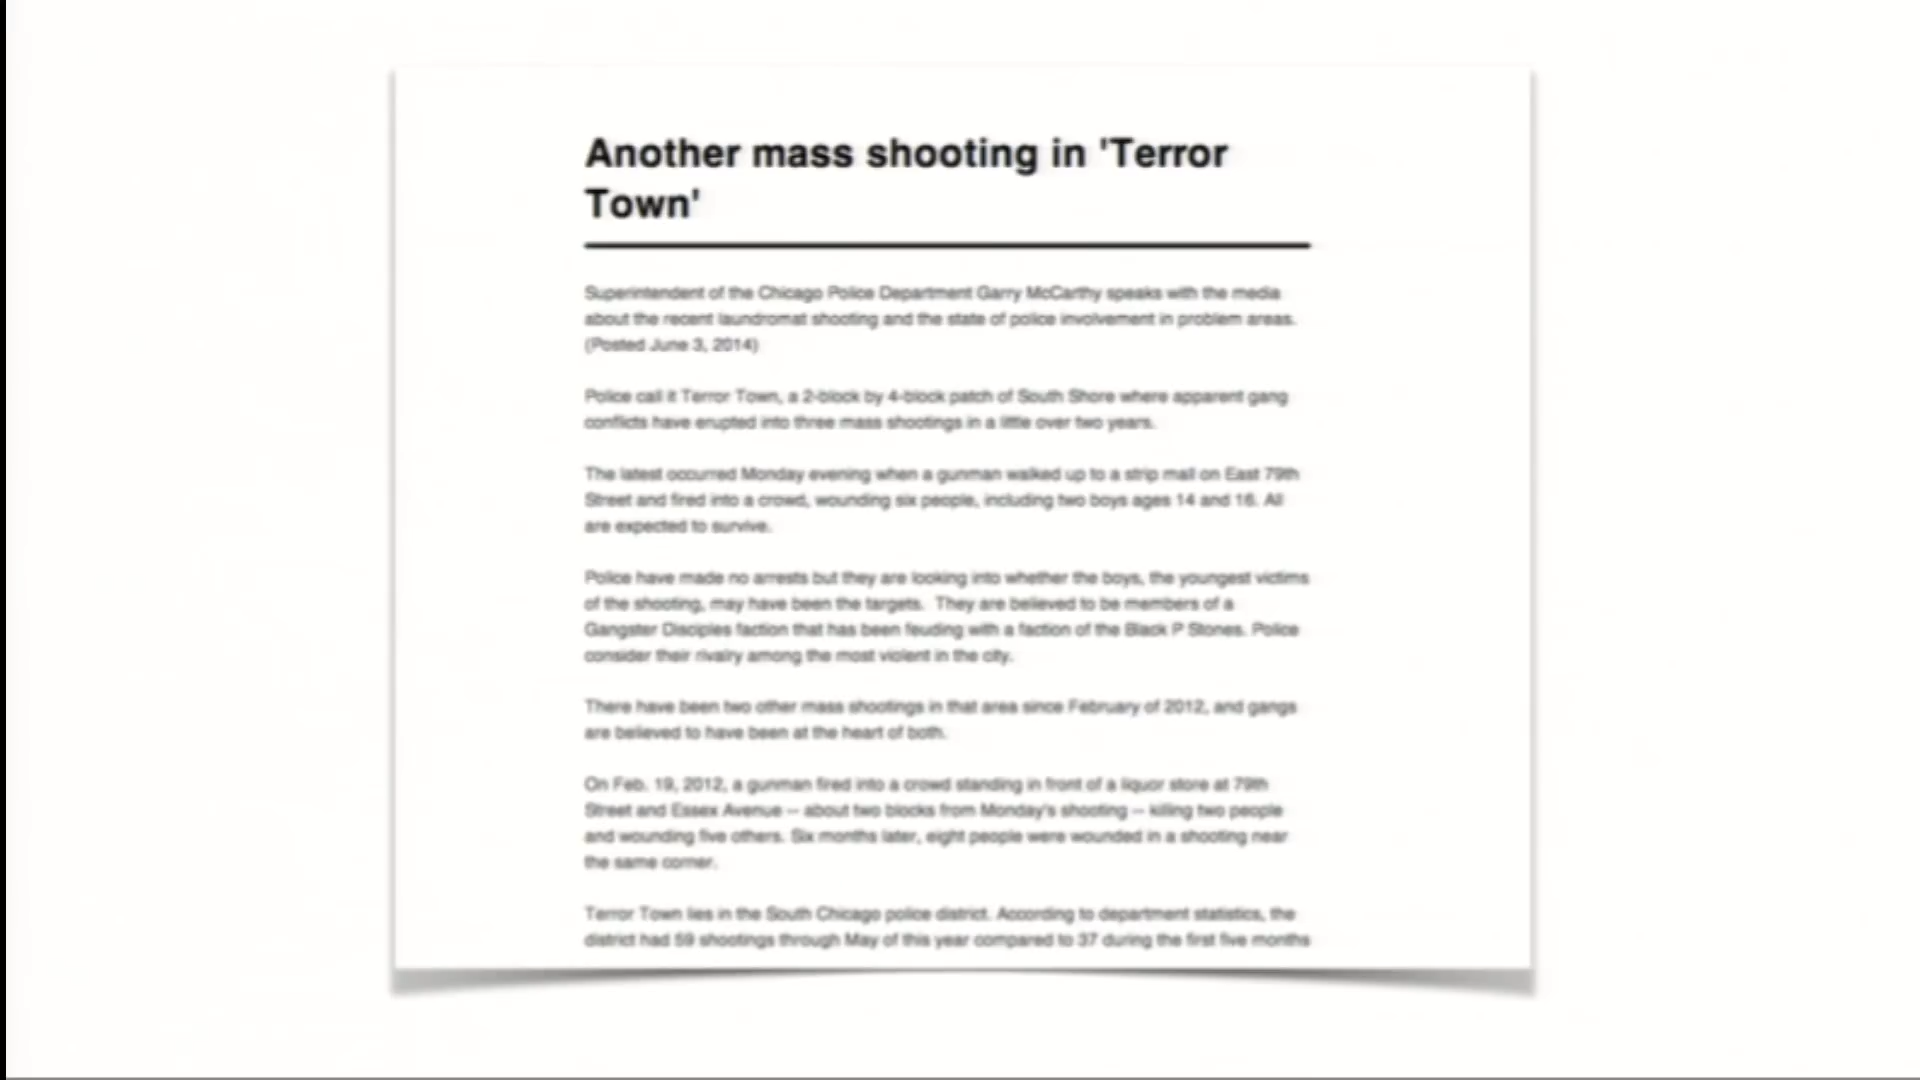 Another mass shooting in 'Terror
Town'
Superintendent of the Chicago Police Department Garry McCarthy speaks with the media
about the recent laundromat shooting and the state of police involvement in problem areas.
(Posted June 3, 2014)
Police call it Terror Town, a 2-block by 4-block patch of South Shore where apparent gang
conflicts have erupted into three mass shootings in a little over two years.
The latest occurred Monday evening when a gunman walked up to a strip mall on East 79th
Street and fired into a crowd, wounding six people, including two boys ages 14 and 16. All
are expected to survive.
Police have made no arrests but they are looking into whether the boys, the youngest victims
of the shooting, may have been the targets.  They are believed to be members of a
Gangster Disciples faction that has been feuding with a faction of the Black P Stones. Police
consider their rivalry among the most violent in the city.
There have been two other mass shootings in that area since February of 2012, and gangs
are believed to have been at the heart of both.
On Feb. 19, 2012, a gunman fired into a crowd standing in front of a liquor store at 79th
Street and Essex Avenue -- about two blocks from Monday's shooting -- killing two people
and wounding five others. Six months later, eight people were wounded in a shooting near
the same corner.
Terror Town lies in the South Chicago police district. According to department statistics, the
district had 59 shootings through May of this year compared to 37 during the first five months